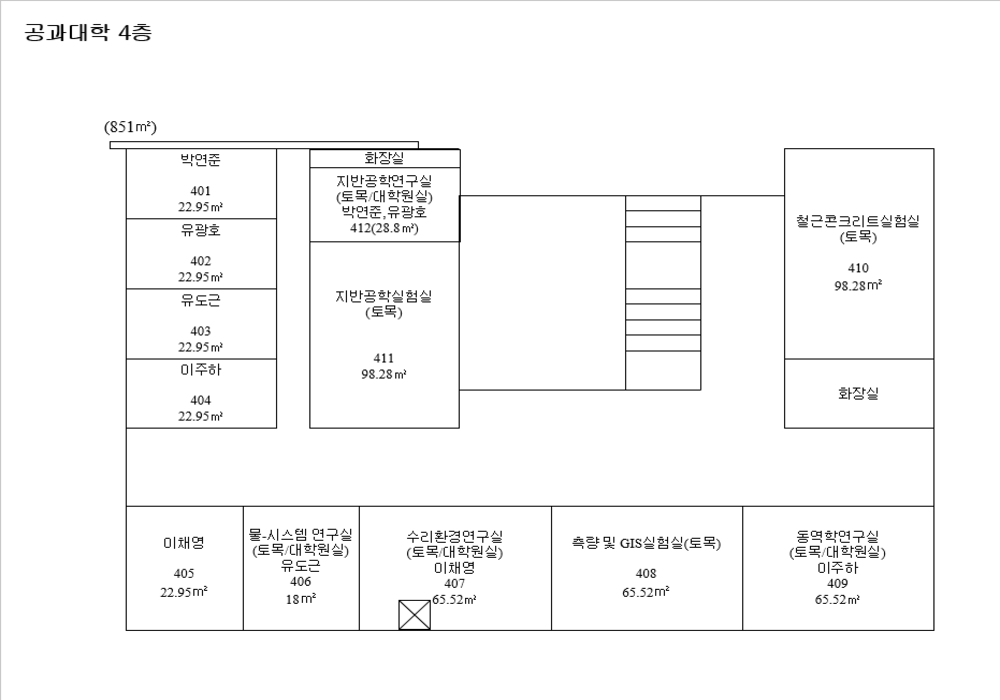 공과대학 4층
(851㎡)
박연준
401
22.95㎡
유광호
402
22.95㎡
유도근
403
22.95㎡
이주하
404
22.95㎡
화장실
지반공학연구실
(토목/대학원실)
박연준,유광호
412(28.8㎡)
지반공학실험실
(토목)
411
98.28㎡
철근콘크리트실험실
(토목)
410
98.28㎡
화장실
이채영
405
22.95㎡
물-시스템 연구실
(토목/대학원실)
유도근
406
18㎡
수리환경연구실
(토목/대학원실)
이채영
407
65.52㎡
측량 및 GIS실험실(토목)
408
65.52㎡
동역학연구실
(토목/대학원실)
이주하
409
65.52㎡